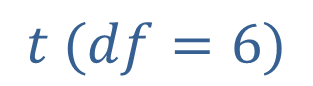 t (df = 6)